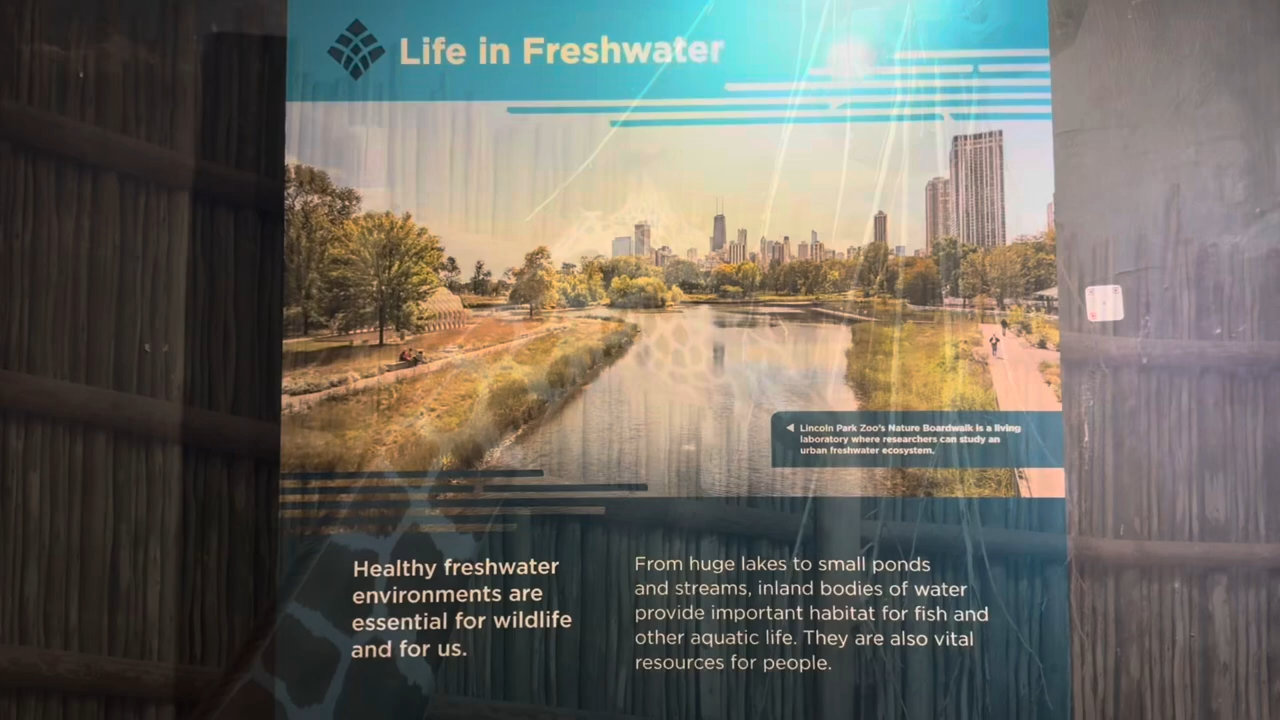 Life in Freshwater
◀ Lincoln Park Zoo's Nature Boardwalk is a living
laboratory where researchers can study an
urban freshwater ecosystem.
Healthy freshwater
environments are
essential for wildlife
and for us.
From huge lakes to small ponds
and streams, inland bodies of water
provide important habitat for fish and
other aquatic life. They are also vital
resources for people.